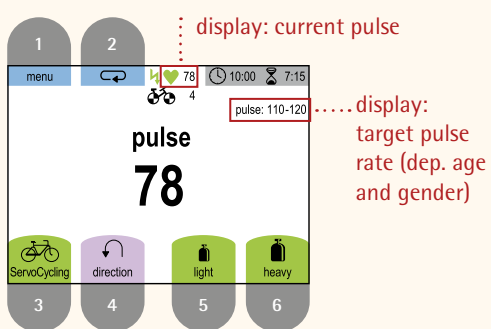 display: current pulse
1 2
menu 78 10:00 7:15
4
pulse: 110-120
display:
target pulse
rate (dep. age
and gender)
pulse
78
ServoCycling direction light heavy
3 4 5 6